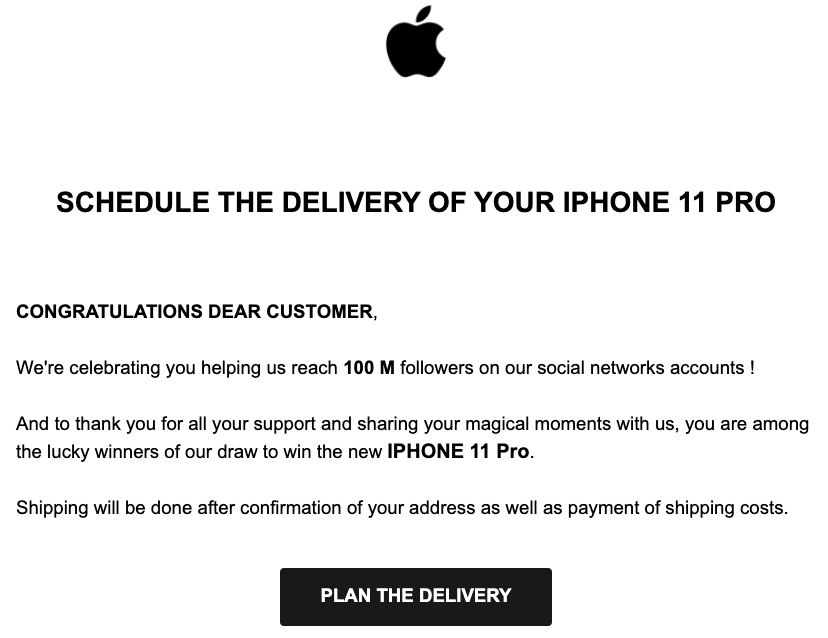 SCHEDULE THE DELIVERY OF YOUR IPHONE 11 PRO
CONGRATULATIONS DEAR CUSTOMER,
We're celebrating you helping us reach 100 M followers on our social networks accounts !
And to thank you for all your support and sharing your magical moments with us, you are among
the lucky winners of our draw to win the new IPHONE 11 Pro.
Shipping will be done after confirmation of your address as well as payment of shipping costs.
PLAN THE DELIVERY